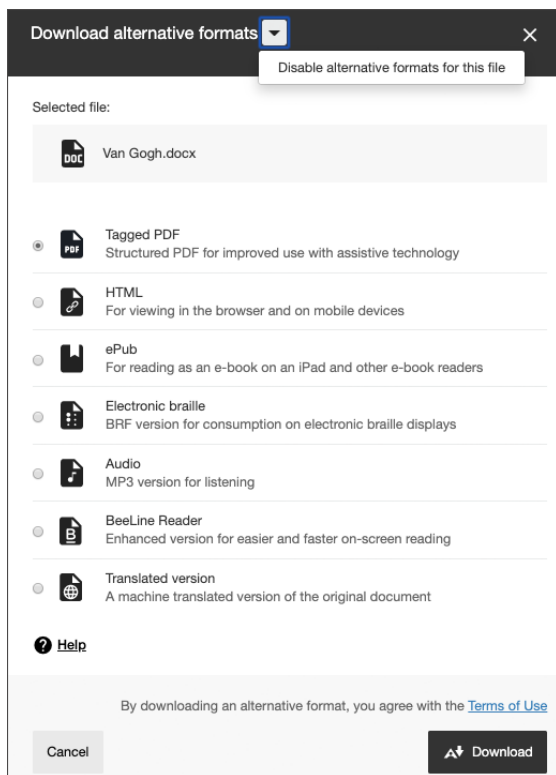 Download alternative formats
Disable alternative formats for this file
Selected file:
DOC
Van Gogh.docx
PDF
Tagged PDF
Structured PDF for improved use with assistive technology
HTML
For viewing in the browser and on mobile devices
ePub
For reading as an e-book on an iPad and other e-book readers
Electronic braille
BRF version for consumption on electronic braille displays
Audio
MP3 version for listening
B
BeeLine Reader
Enhanced version for easier and faster on-screen reading
Translated version
A machine translated version of the original document
? Help
By downloading an alternative format, you agree with the Terms of Use
Cancel
A Download